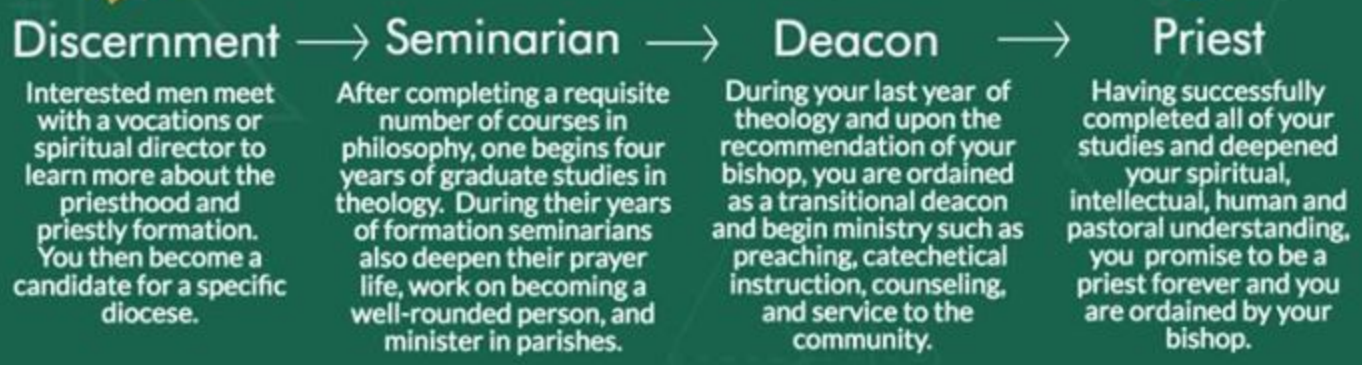 Discernment → Seminarian → Deacon → Priest
Interested men meet
with a vocations or
spiritual director to
learn more about the
priesthood and
priestly formation.
You then become a
candidate for a specific
diocese.
After completing a requisite
number of courses in
philosophy, one begins four
years of graduate studies in
theology. During their years
of formation seminarians
also deepen their prayer
life, work on becoming a
well-rounded person, and
minister in parishes.
During your last year of
theology and upon the
recommendation of your
bishop, you are ordained
as a transitional deacon
and begin ministry such as
preaching, catechetical
instruction, counseling,
and service to the
community.
Having successfully
completed all of your
studies and deepened
your spiritual,
intellectual, human and
pastoral understanding,
you promise to be a
priest forever and you
are ordained by your
bishop.